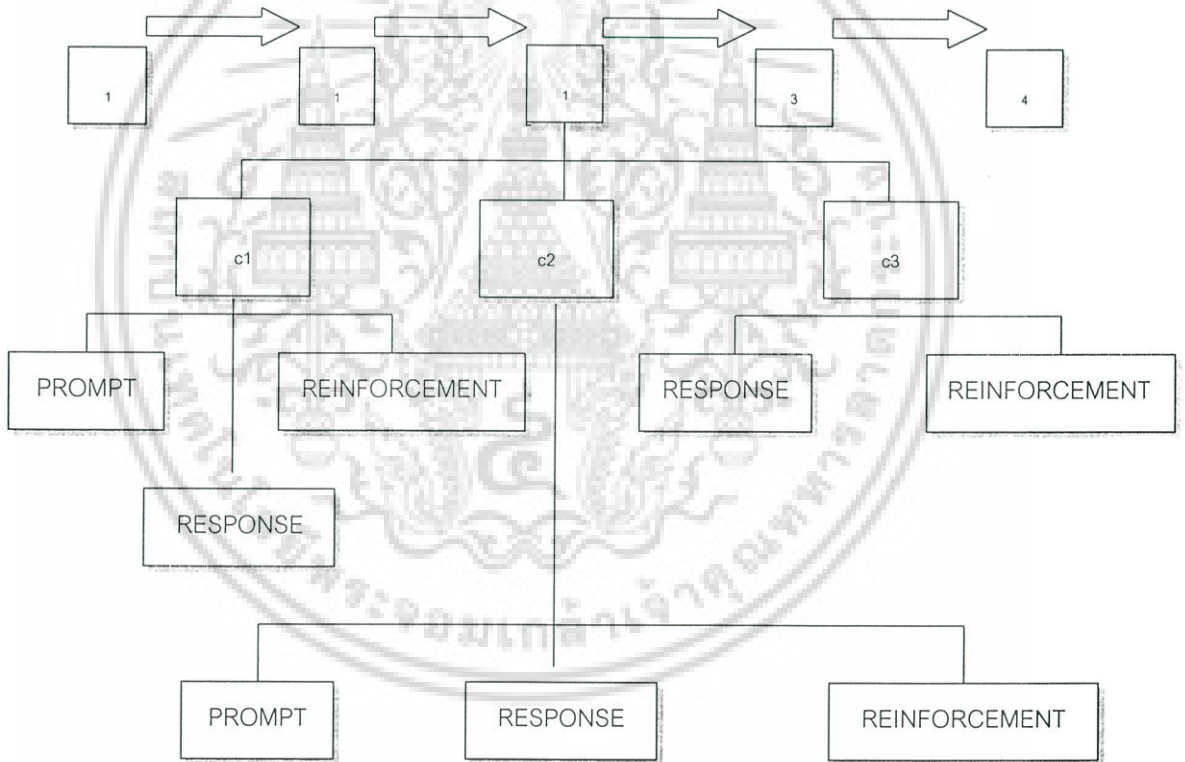 1
1
1
3
4
c1
c2
c3
PROMPT
REINFORCEMENT
RESPONSE
REINFORCEMENT
RESPONSE
PROMPT
RESPONSE
REINFORCEMENT